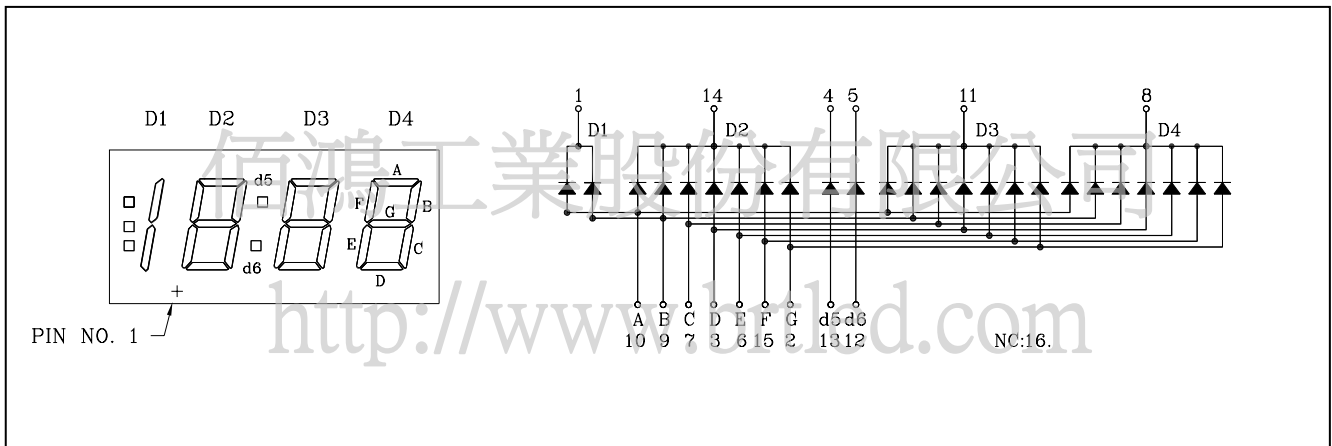 1 14 4 5 11 8
D1 D2 D3 D4
D1 D2 D3 D4
佰鴻工業股份有限公司
A
d5
F B
G
E C
d6
D
+
PIN NO. 1
http://www.brtled.com
A B C D E F G d5 d6
10 9 7 3 6 15 2 13 12 NC:16.